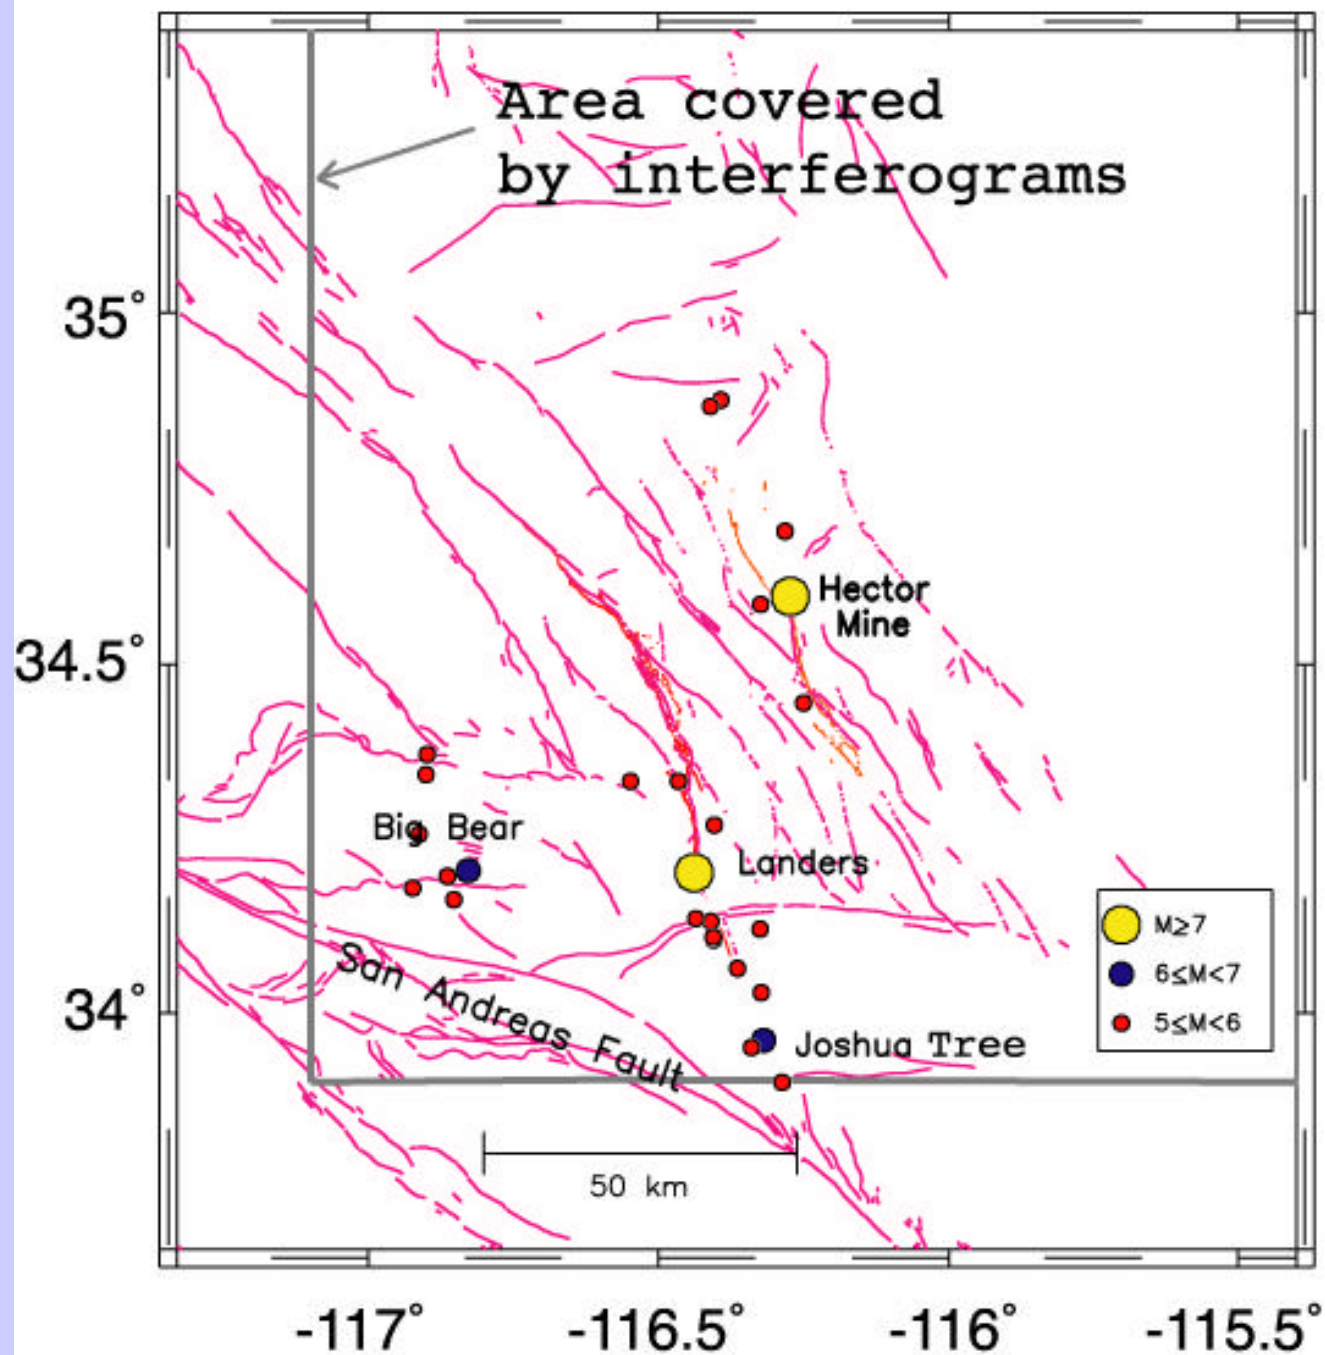 Area covered
by interferograms
35°
Hector
Mine
34.5°
Big Bear
Landers
M≥7
6≤M<7
5≤M<6
34°
San Andreas Fault
Joshua Tree
50 km
-117°
-116.5°
-116°
-115.5°